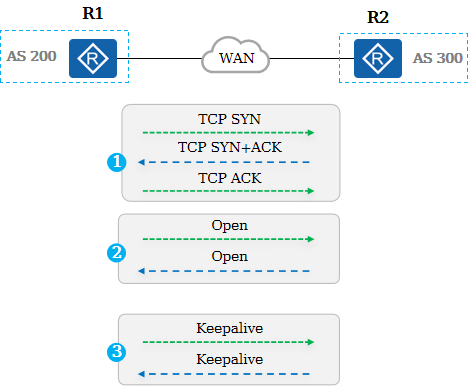 R1
R2
AS 200
R
WAN
R
AS 300
TCP SYN
1
TCP SYN+ACK
TCP ACK
Open
2
Open
Keepalive
3
Keepalive